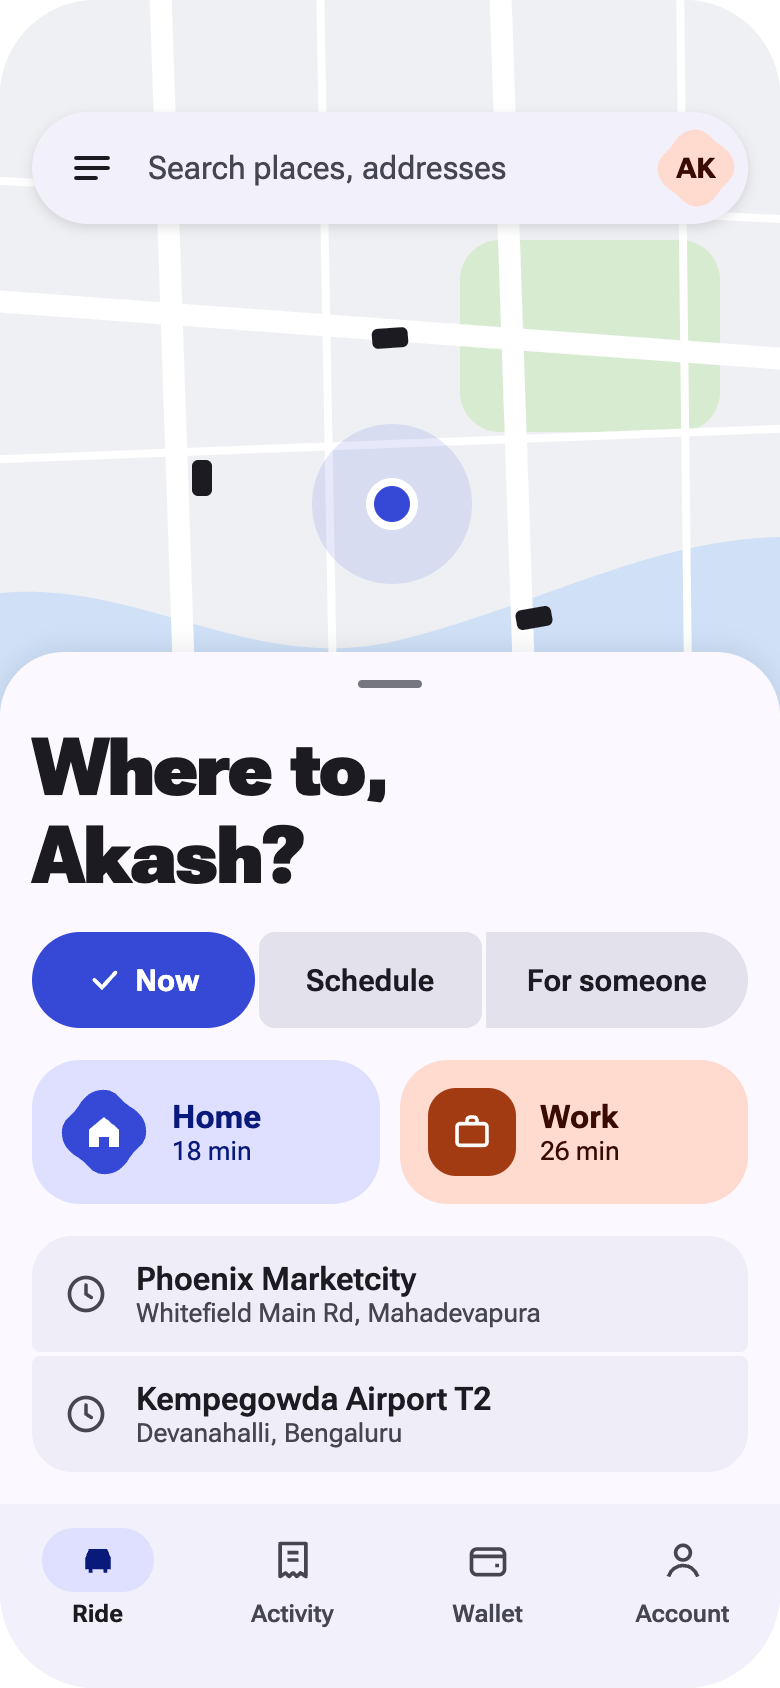 Search places, addresses
AK
Where to,
Akash?
Now
Schedule
For someone
Home
18 min
Work
26 min
Phoenix Marketcity
Whitefield Main Rd, Mahadevapura
Kempegowda Airport T2
Devanahalli, Bengaluru
Ride
Activity
Wallet
Account